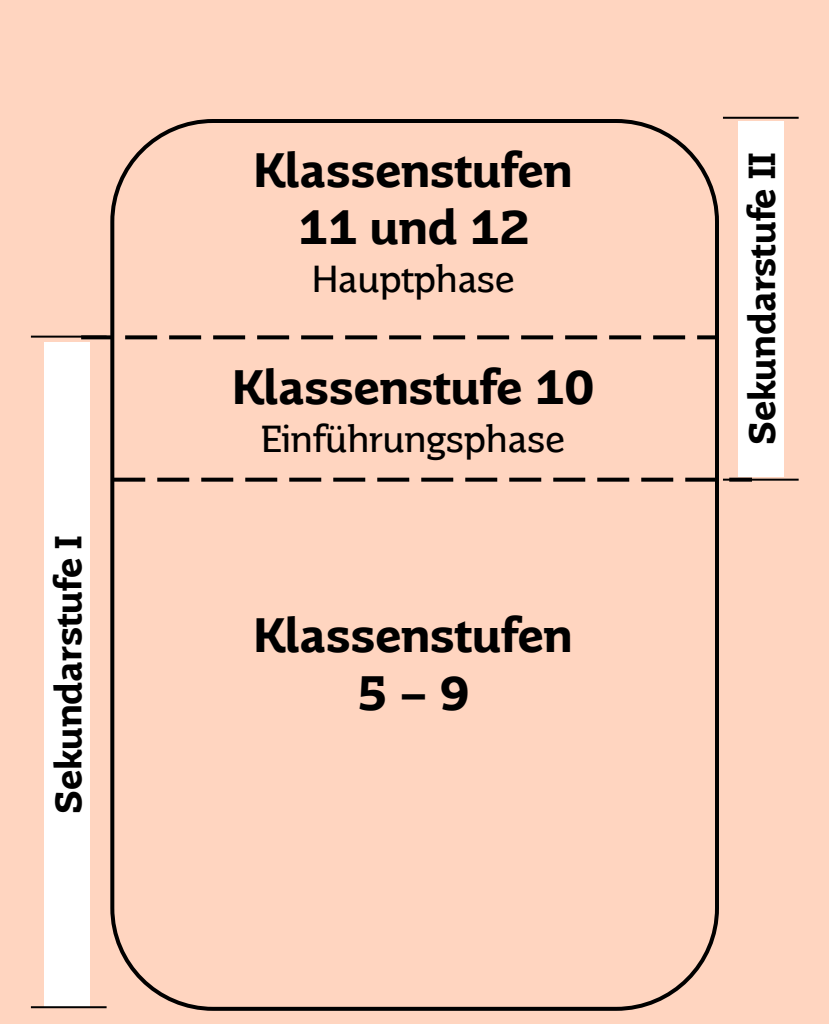 Klassenstufen
11 und 12
Hauptphase
Klassenstufe 10
Einführungsphase
Klassenstufen
5 – 9
Sekundarstufe I
Sekundarstufe II